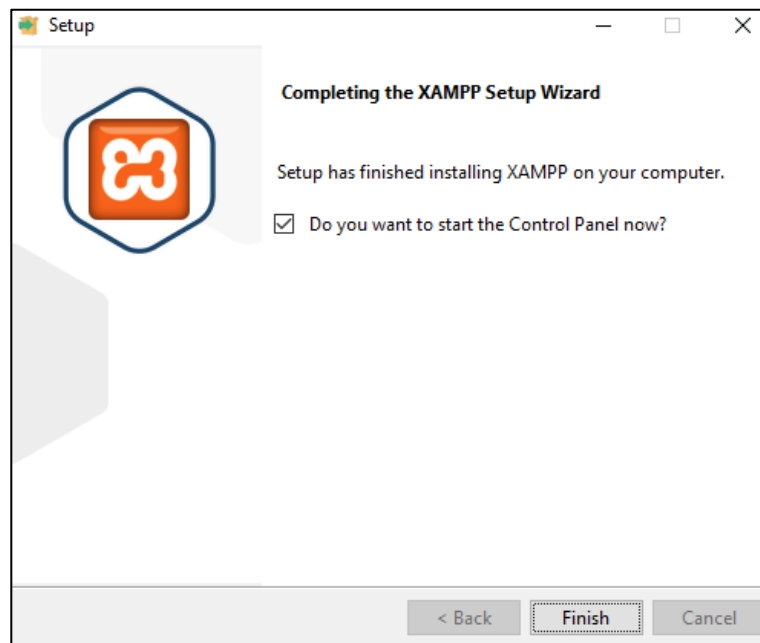 Setup
Completing the XAMPP Setup Wizard
Setup has finished installing XAMPP on your computer.
Do you want to start the Control Panel now?
< Back
Finish
Cancel